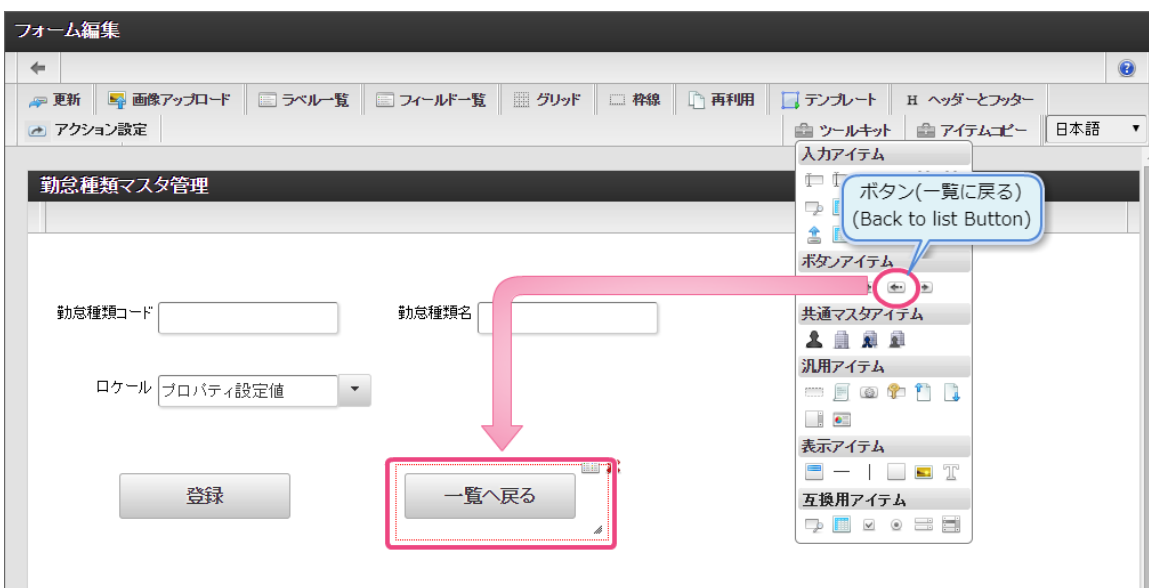 フォーム編集
更新 画像アップロード ラベル一覧 フィールド一覧 グリッド 枠線 再利用 テンプレート H ヘッダーとフッター
アクション設定 ツールキット アイテムコピー 日本語
入力アイテム
勤怠種類マスタ管理
ボタン(一覧に戻る)
(Back to list Button)
ボタンアイテム
勤怠種類コード 勤怠種類名
共通マスタアイテム
汎用アイテム
ロケール プロパティ設定値
表示アイテム
登録 一覧へ戻る
互換用アイテム